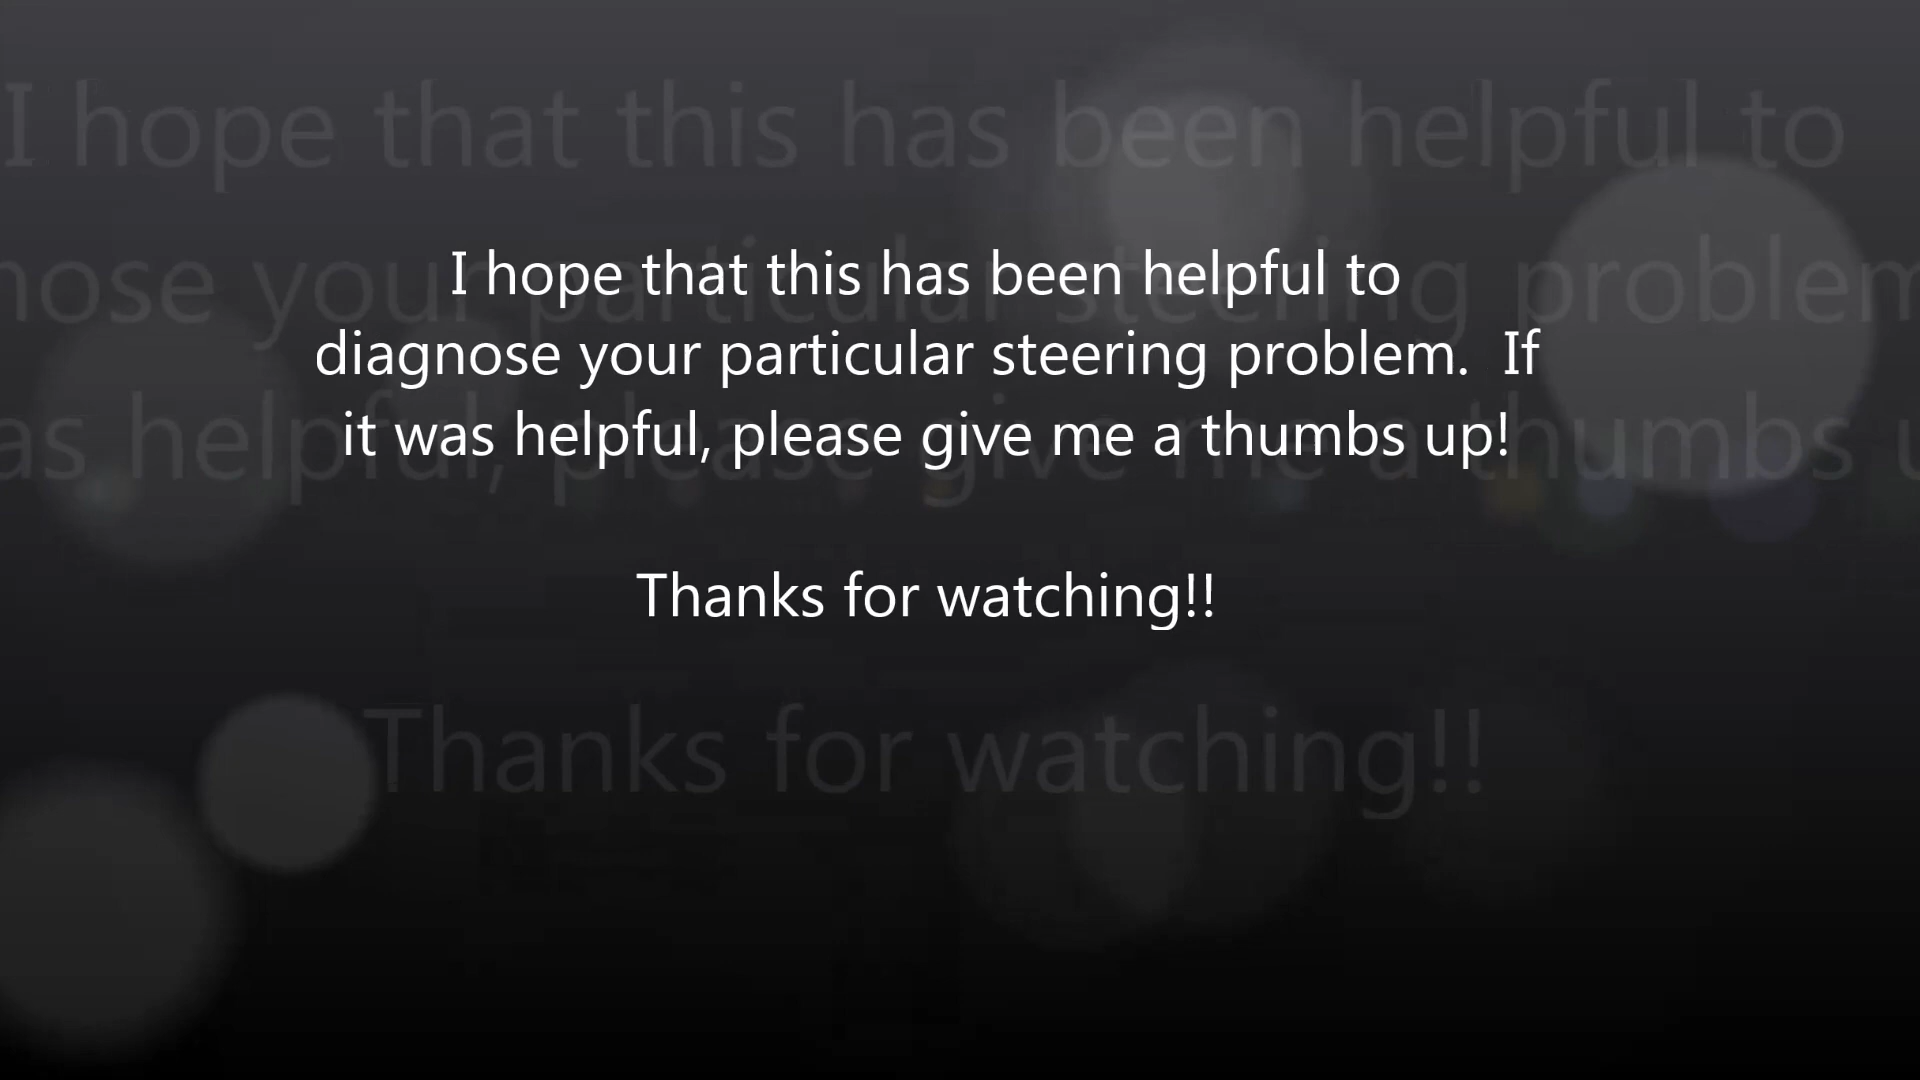 I hope that this has been helpful to
diagnose your particular steering problem.  If
it was helpful, please give me a thumbs up!
Thanks for watching!!